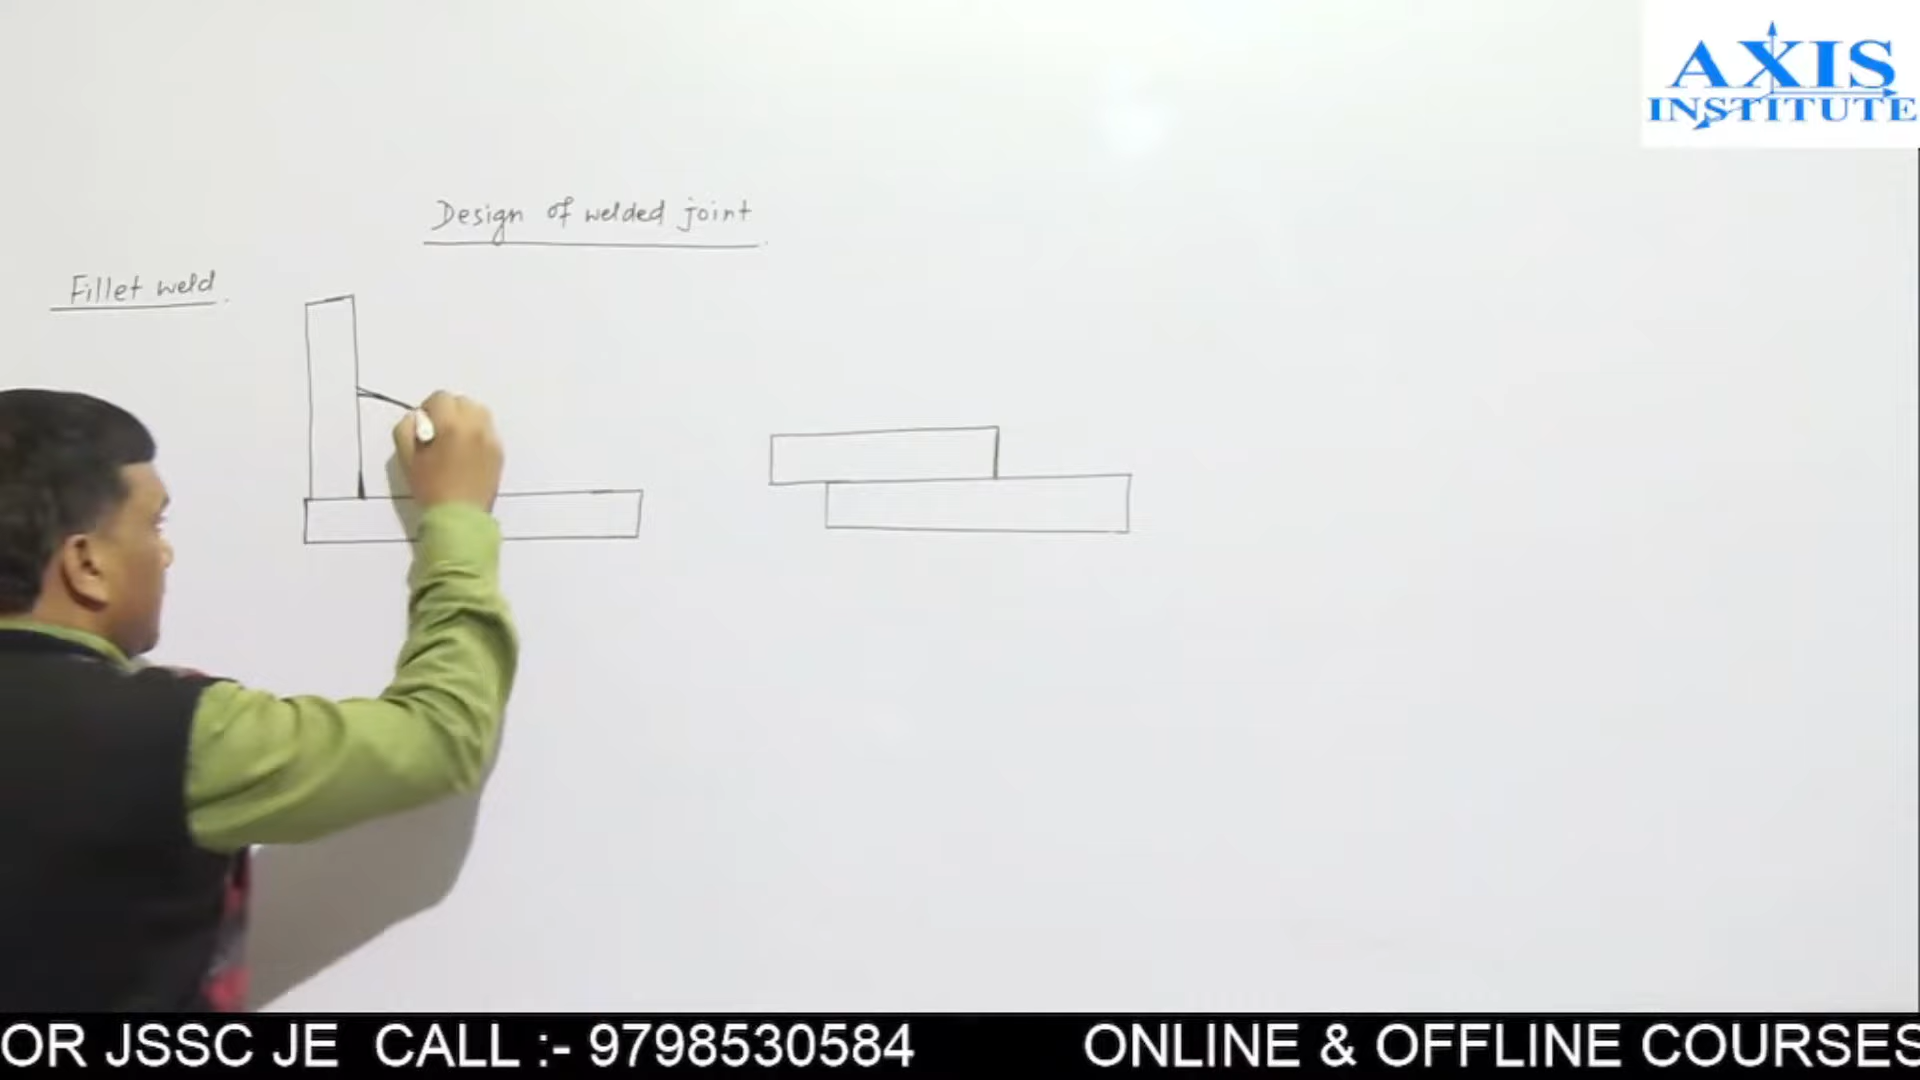 AXIS
INSTITUTE
Design of welded joint
Fillet weld
OR JSSC JE CALL :- 9798530584 ONLINE & OFFLINE COURSES